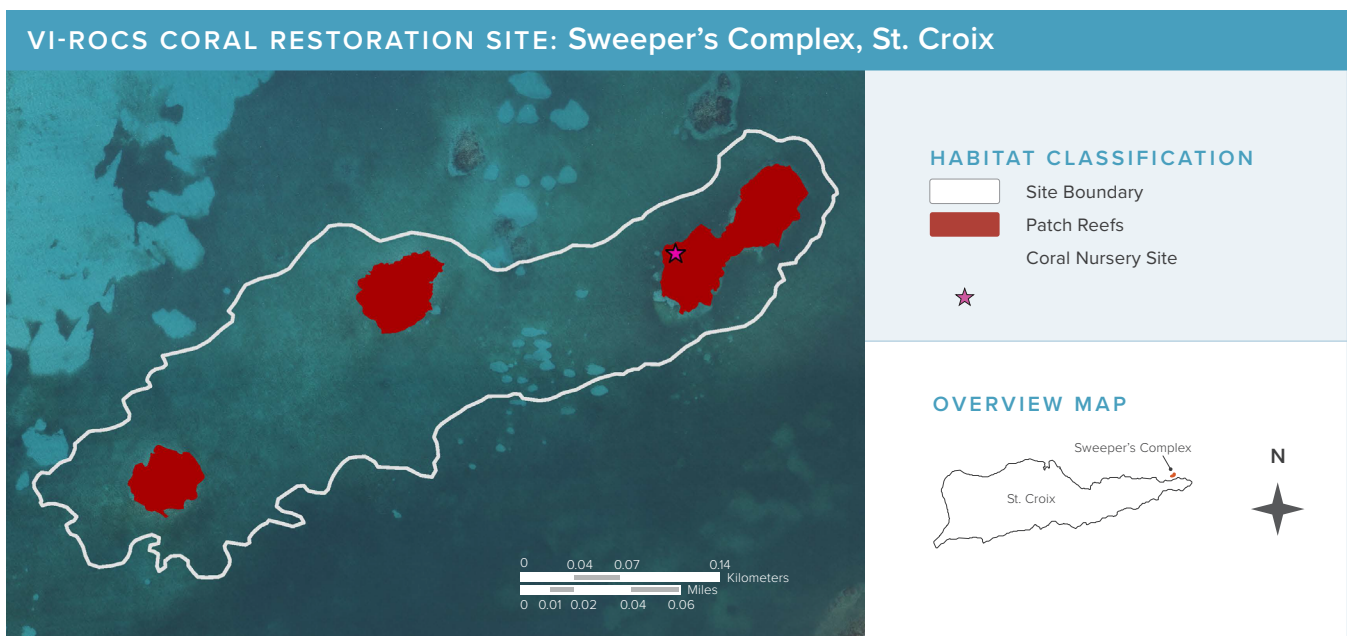 VI-ROCS CORAL RESTORATION SITE: Sweeper's Complex, St. Croix
HABITAT CLASSIFICATION
Site Boundary
Patch Reefs
Coral Nursery Site
OVERVIEW MAP
Sweeper's Complex
St. Croix
N
0 0.04 0.07 0.14
Kilometers
Miles
0 0.01 0.02 0.04 0.06